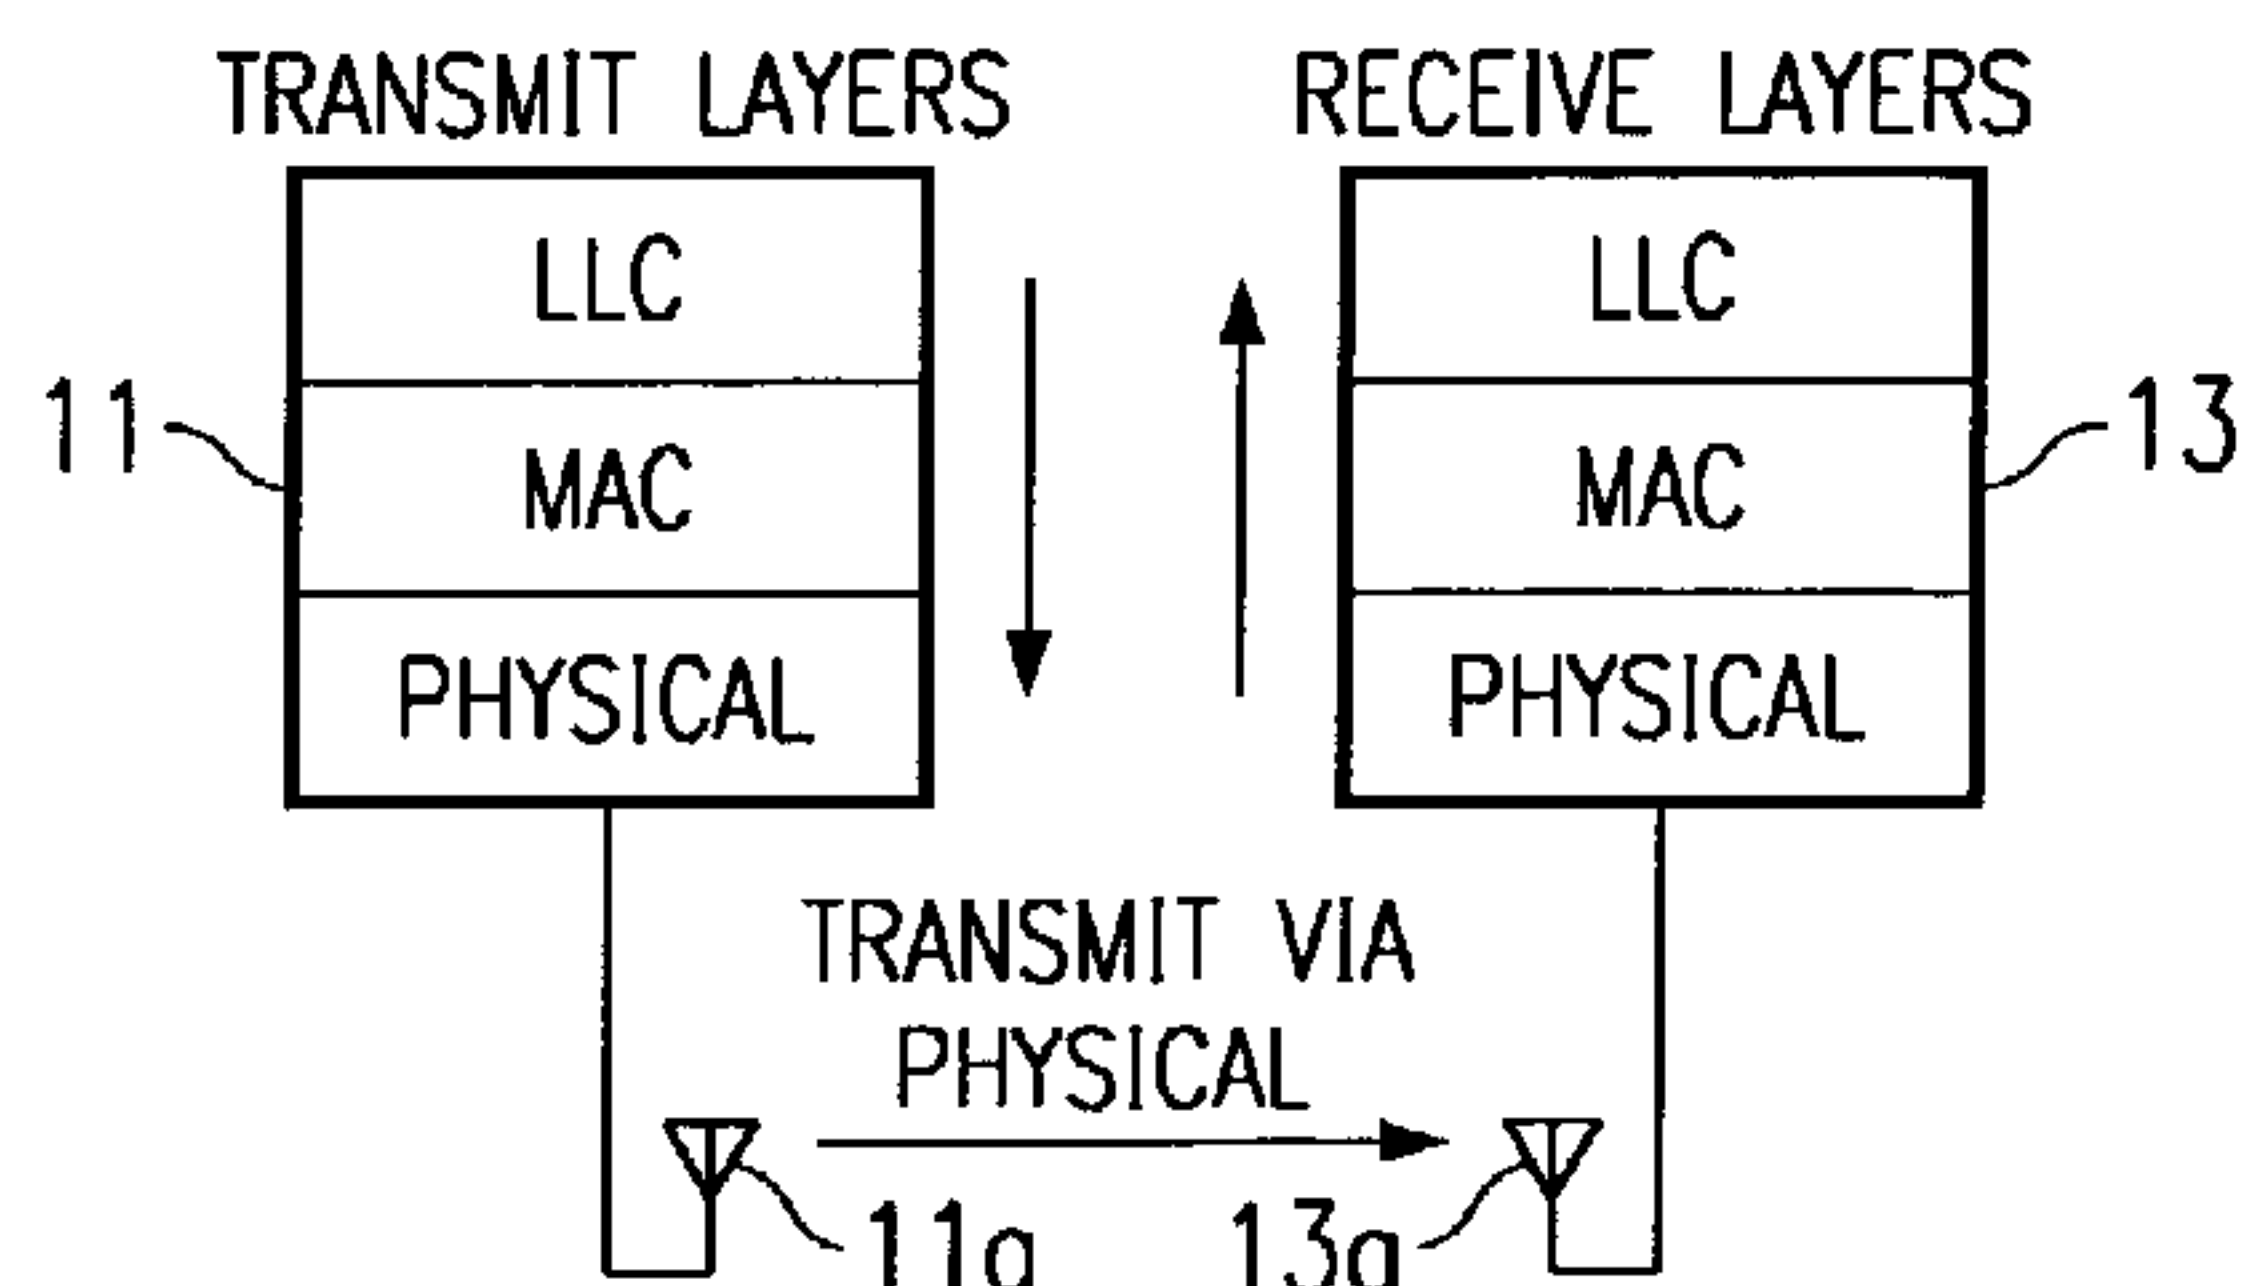 TRANSMIT LAYERS
RECEIVE LAYERS
LLC
LLC
11
MAC
MAC
13
PHYSICAL
PHYSICAL
TRANSMIT VIA
PHYSICAL
11a
13a